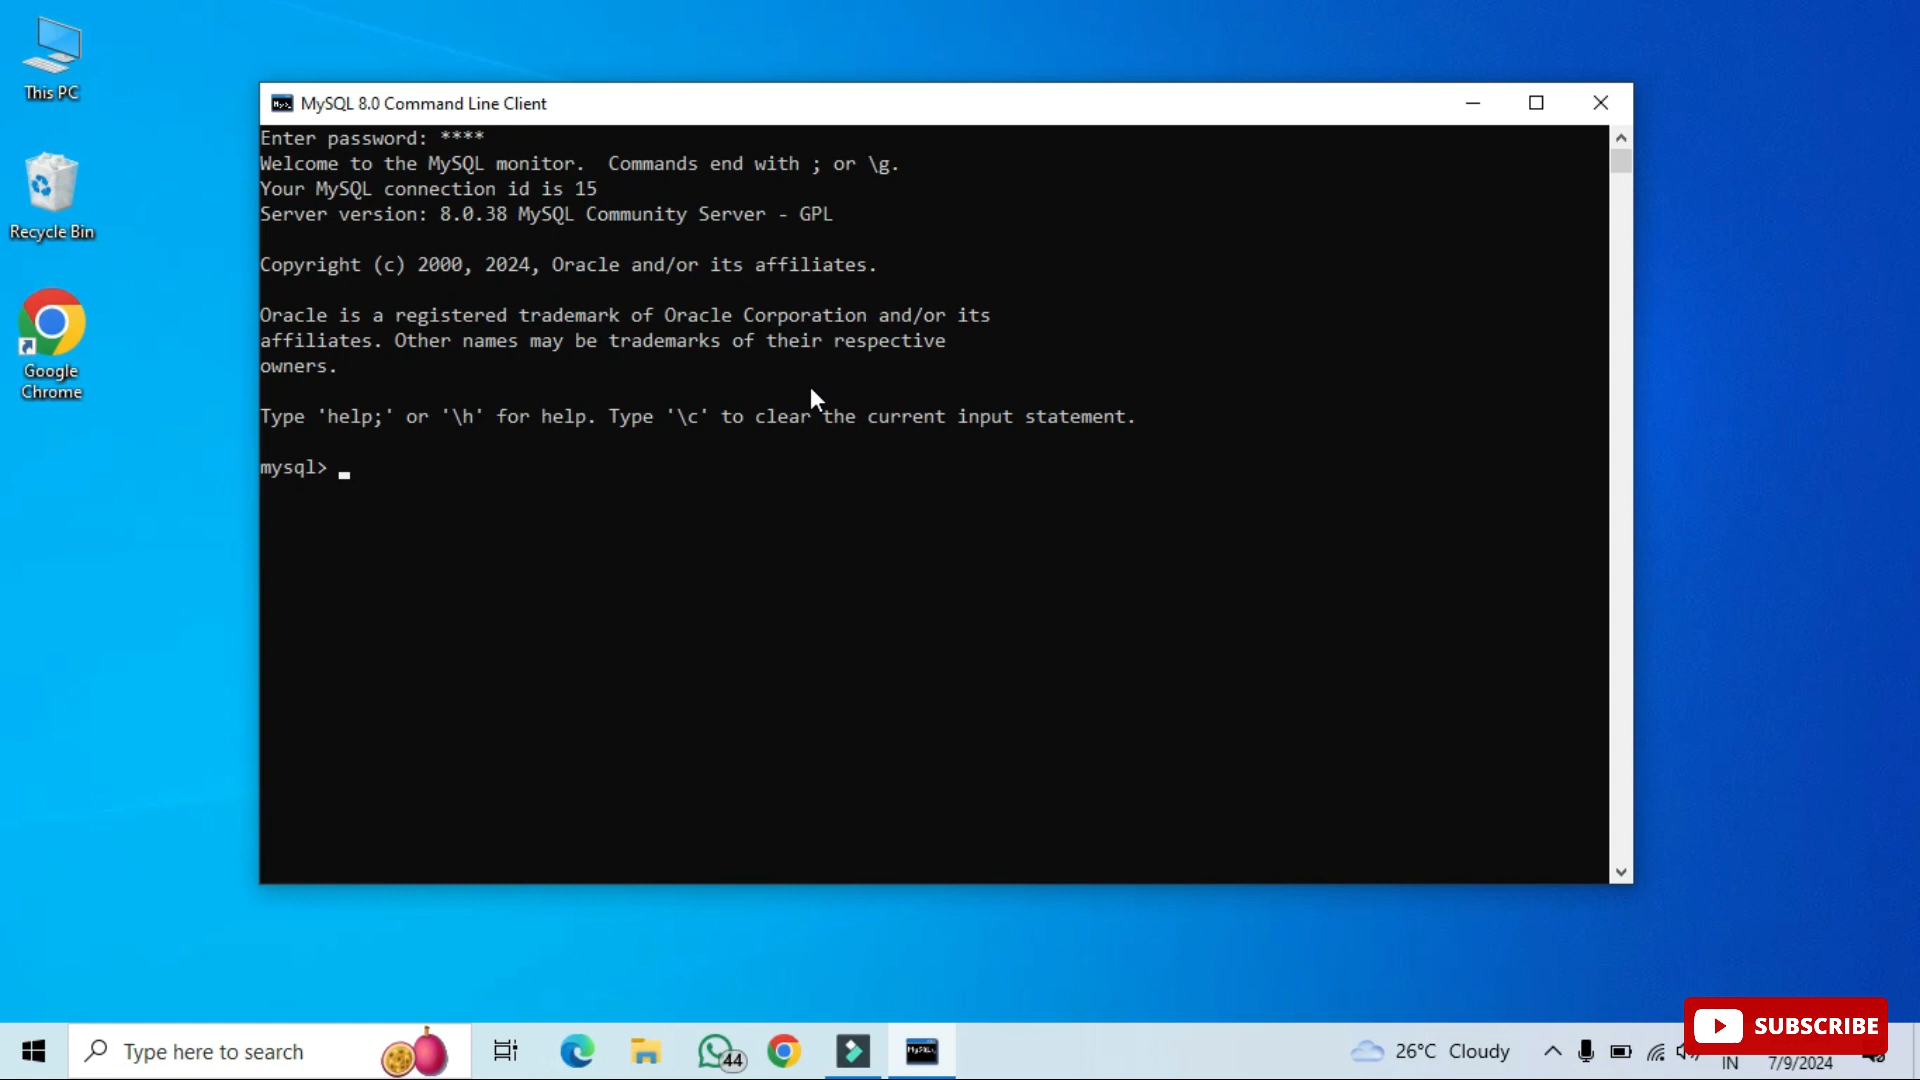 This PC
Recycle Bin
Google
Chrome
MySQL 8.0 Command Line Client
Enter password: ****
Welcome to the MySQL monitor.  Commands end with ; or \g.
Your MySQL connection id is 15
Server version: 8.0.38 MySQL Community Server - GPL
Copyright (c) 2000, 2024, Oracle and/or its affiliates.
Oracle is a registered trademark of Oracle Corporation and/or its
affiliates. Other names may be trademarks of their respective
owners.
Type 'help;' or '\h' for help. Type '\c' to clear the current input statement.
mysql>
SUBSCRIBE
Type here to search
44
MySQL
26°C Cloudy
IN
7/9/2024